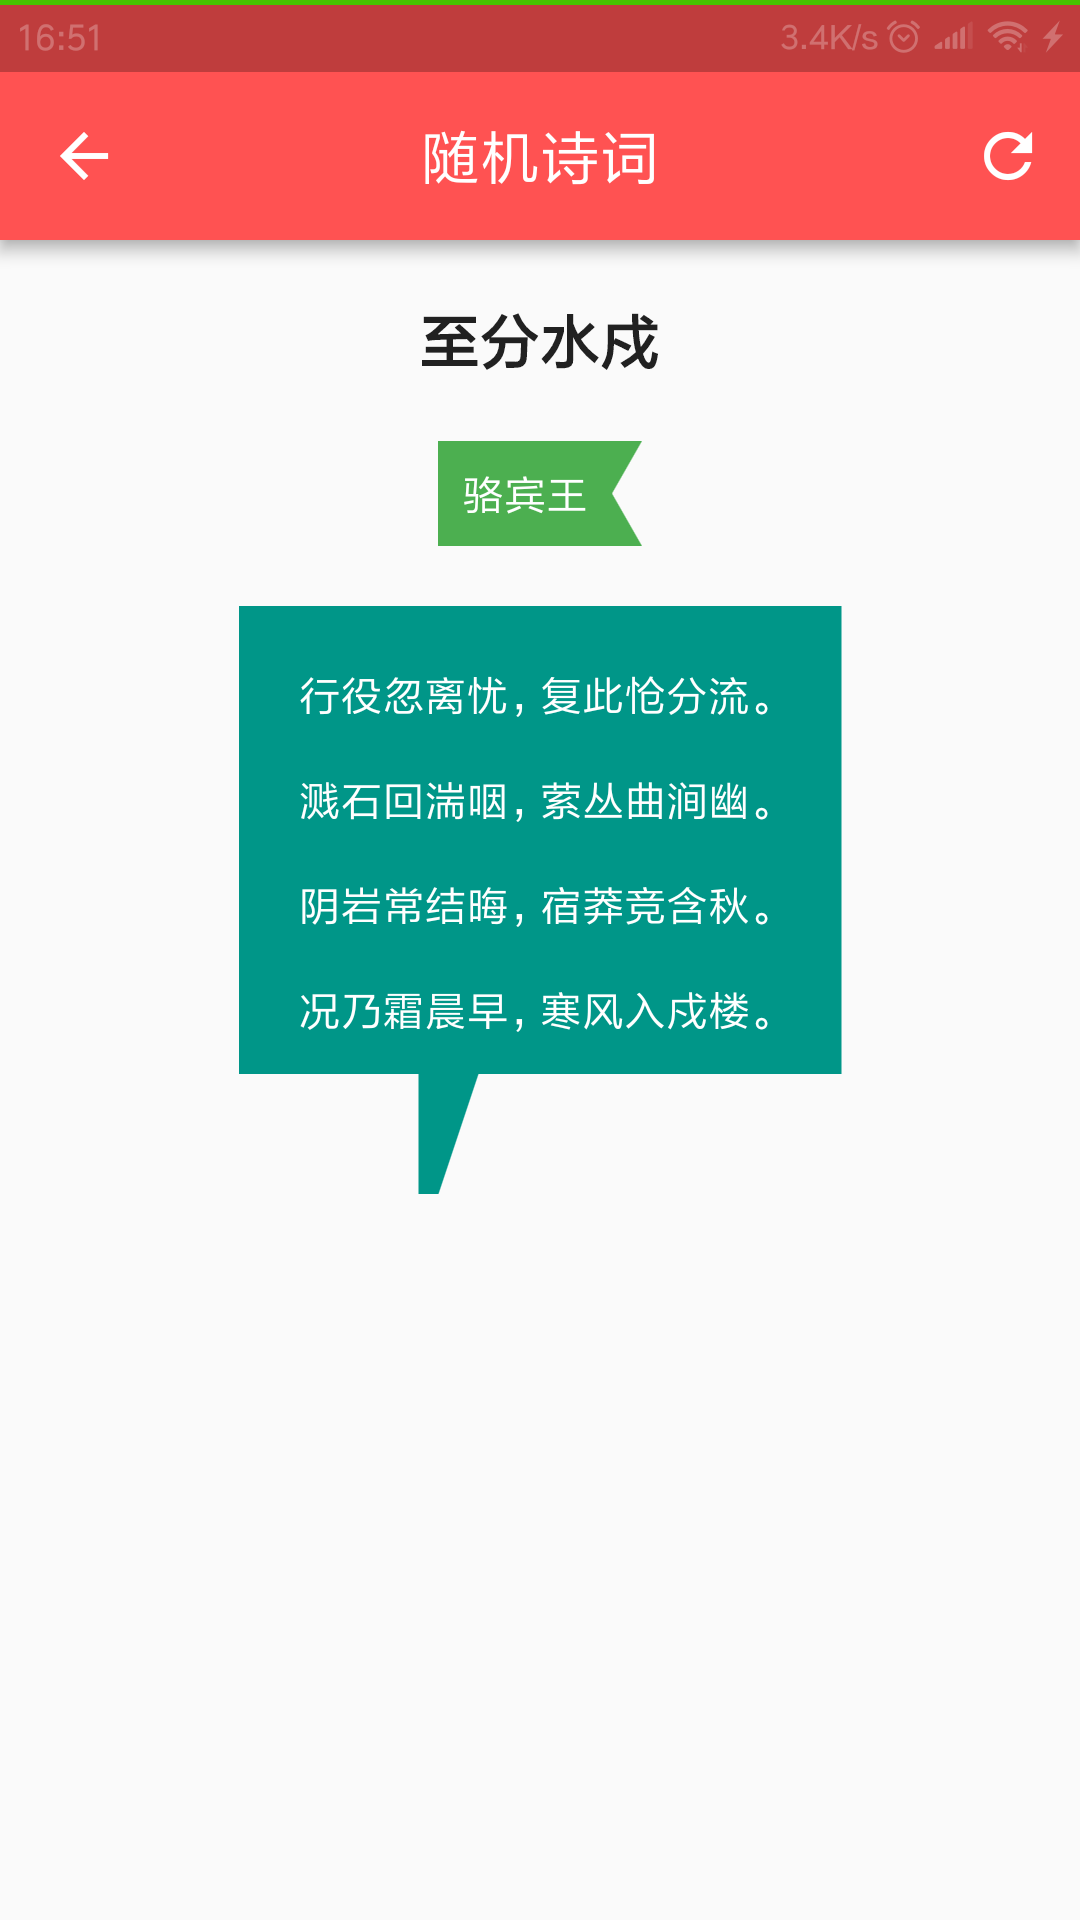 16:51 3.4K/s
随机诗词
至分水戍
骆宾王
行役忽离忧，复此怆分流。
溅石回湍咽，萦丛曲涧幽。
阴岩常结晦，宿莽竞含秋。
况乃霜晨早，寒风入戍楼。